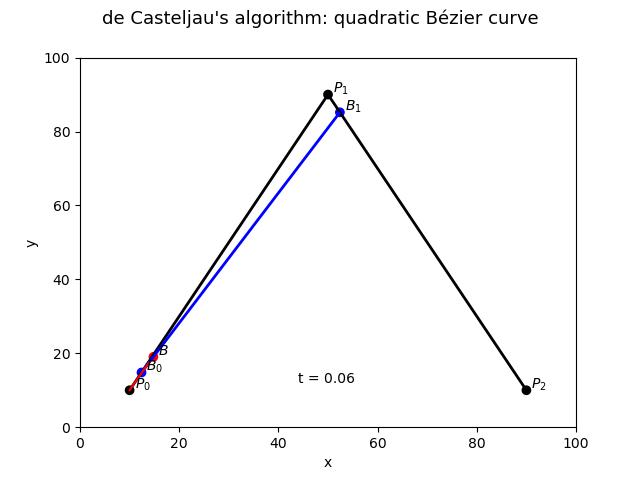 de Casteljau's algorithm: quadratic Bézier curve
100
80
60
40
20
0
y
P₁
B₁
B
B₀
P₀
P₂
t = 0.06
0 20 40 60 80 100
x